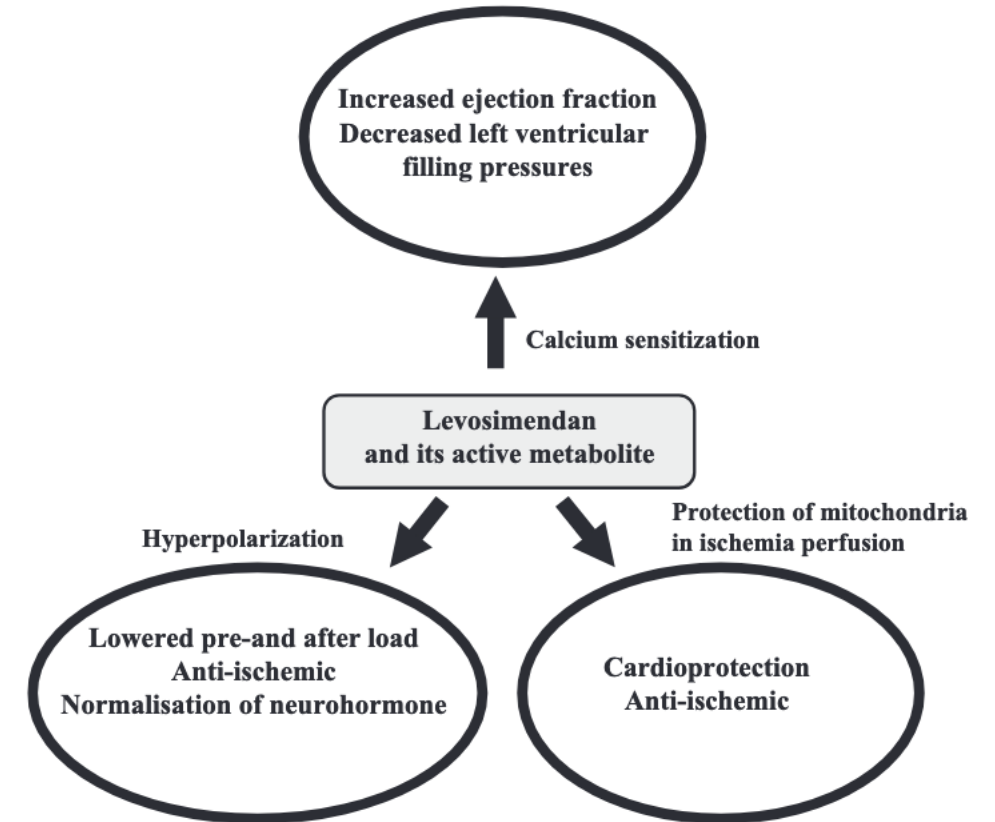 Increased ejection fraction
Decreased left ventricular
filling pressures
Calcium sensitization
Levosimendan
and its active metabolite
Hyperpolarization
Protection of mitochondria
in ischemia perfusion
Lowered pre-and after load
Anti-ischemic
Normalisation of neurohormone
Cardioprotection
Anti-ischemic